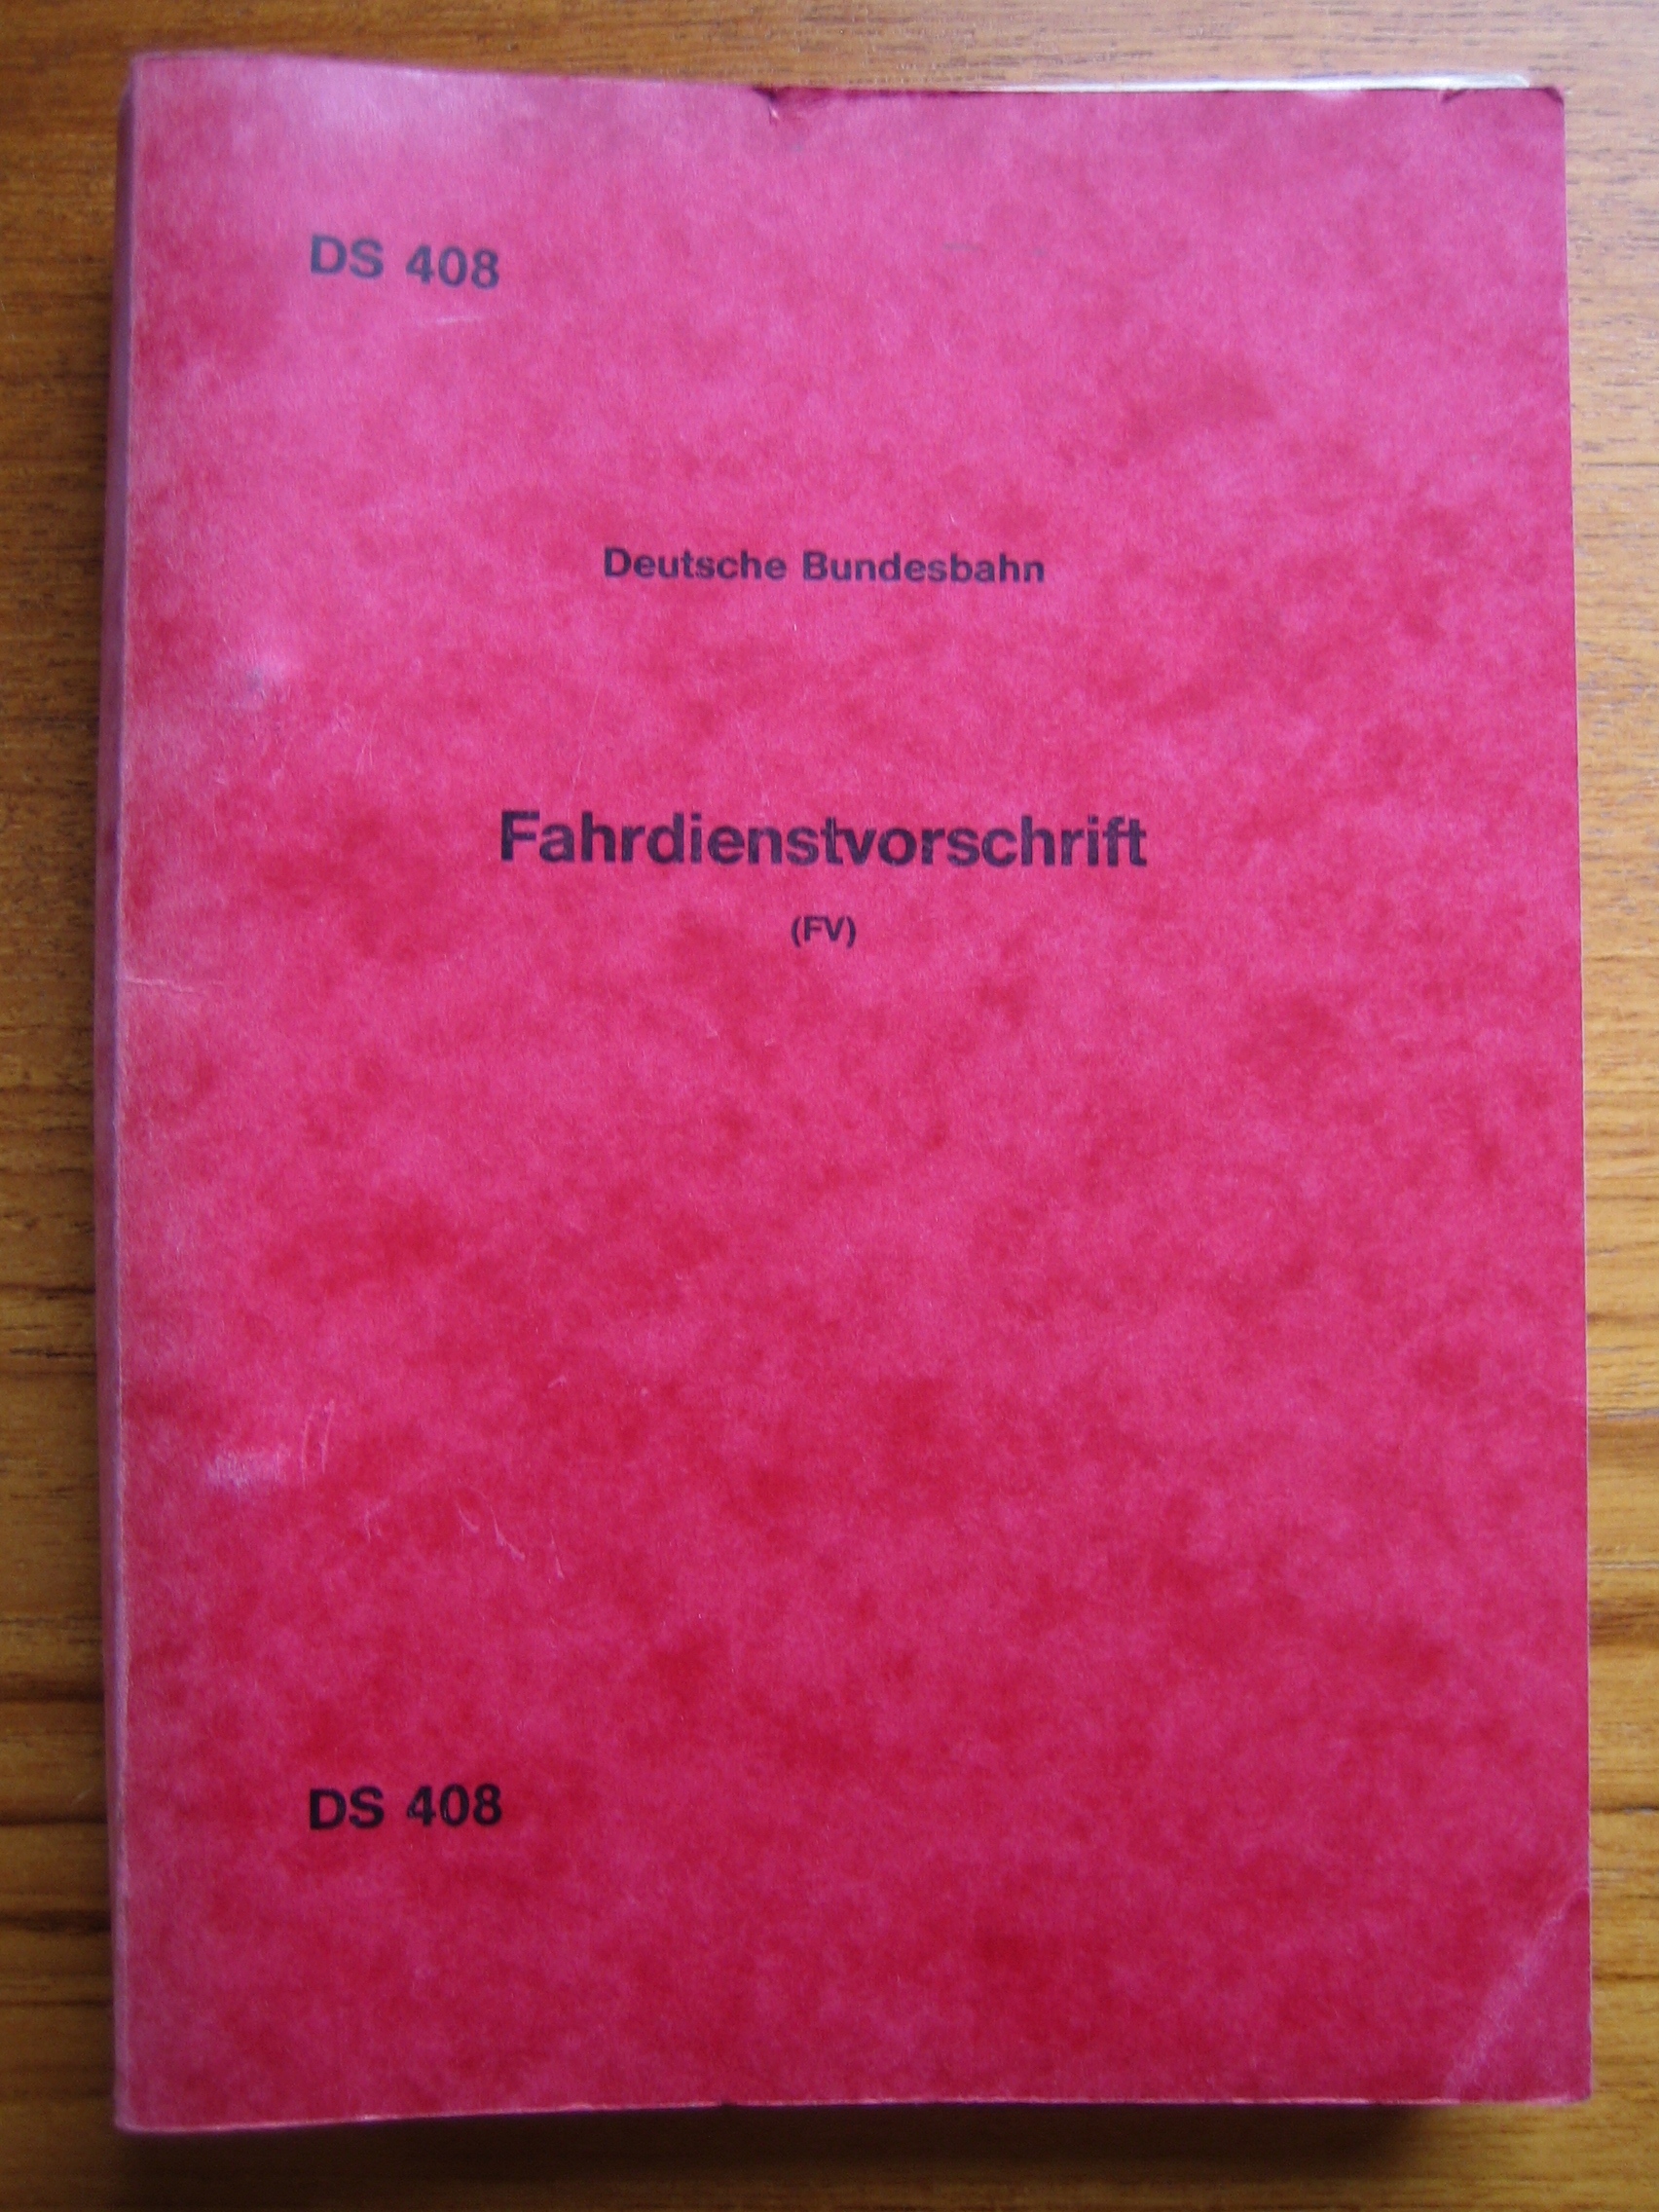 DS 408
Deutsche Bundesbahn
Fahrdienstvorschrift
(FV)
DS 408